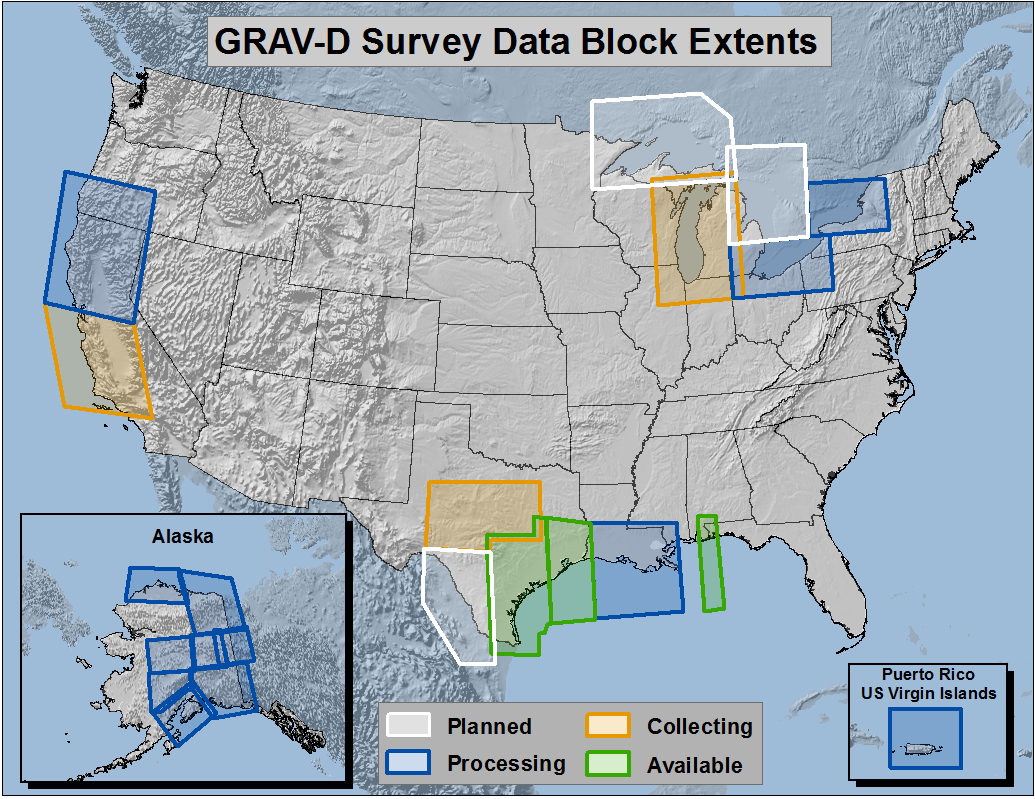 GRAV-D Survey Data Block Extents
Alaska
Puerto Rico
US Virgin Islands
Planned
Collecting
Processing
Available